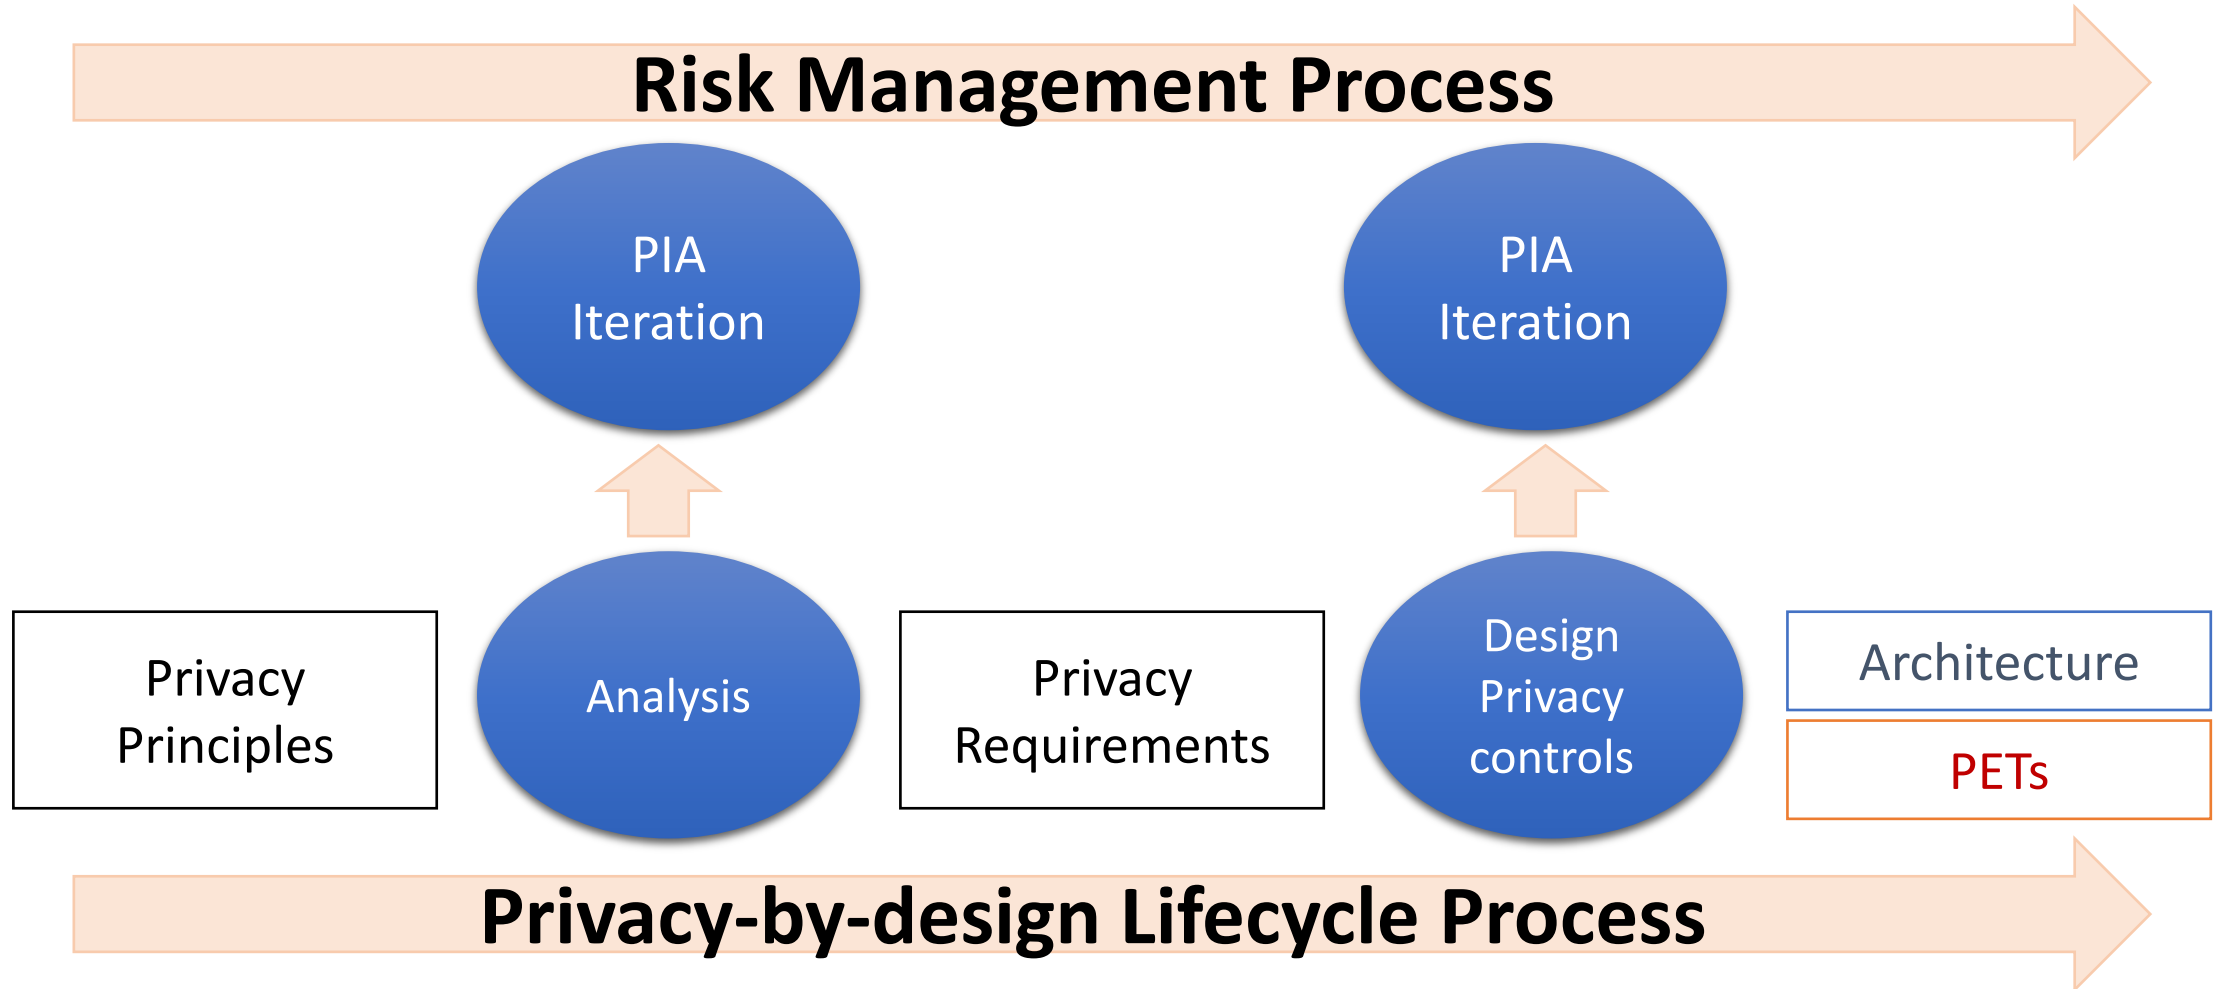 Risk Management Process
PIA
Iteration
PIA
Iteration
Privacy
Principles
Analysis
Privacy
Requirements
Design
Privacy
controls
Architecture
PETs
Privacy-by-design Lifecycle Process